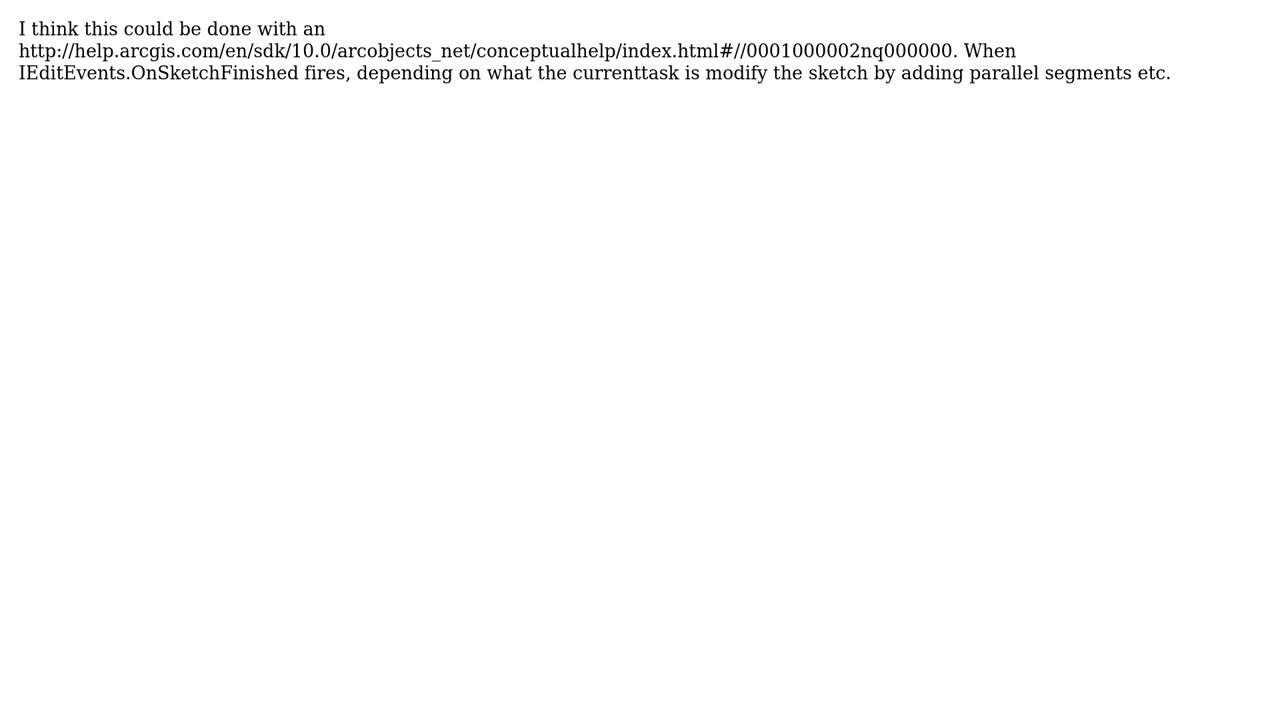 I think this could be done with an
http://help.arcgis.com/en/sdk/10.0/arcobjects_net/conceptualhelp/index.html#//0001000002nq000000. When
IEditEvents.OnSketchFinished fires, depending on what the currenttask is modify the sketch by adding parallel segments etc.